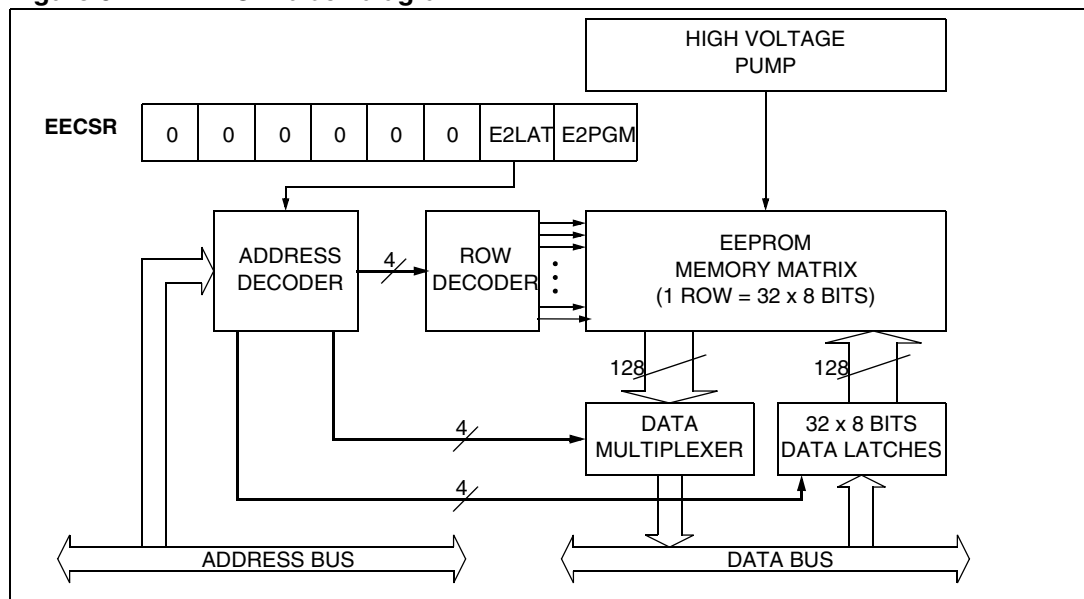 HIGH VOLTAGE
PUMP
EECSR
0 0 0 0 0 0 E2LAT E2PGM
ADDRESS
DECODER
4
ROW
DECODER
EEPROM
MEMORY MATRIX
(1 ROW = 32 x 8 BITS)
128
128
4
DATA
MULTIPLEXER
32 x 8 BITS
DATA LATCHES
4
ADDRESS BUS
DATA BUS